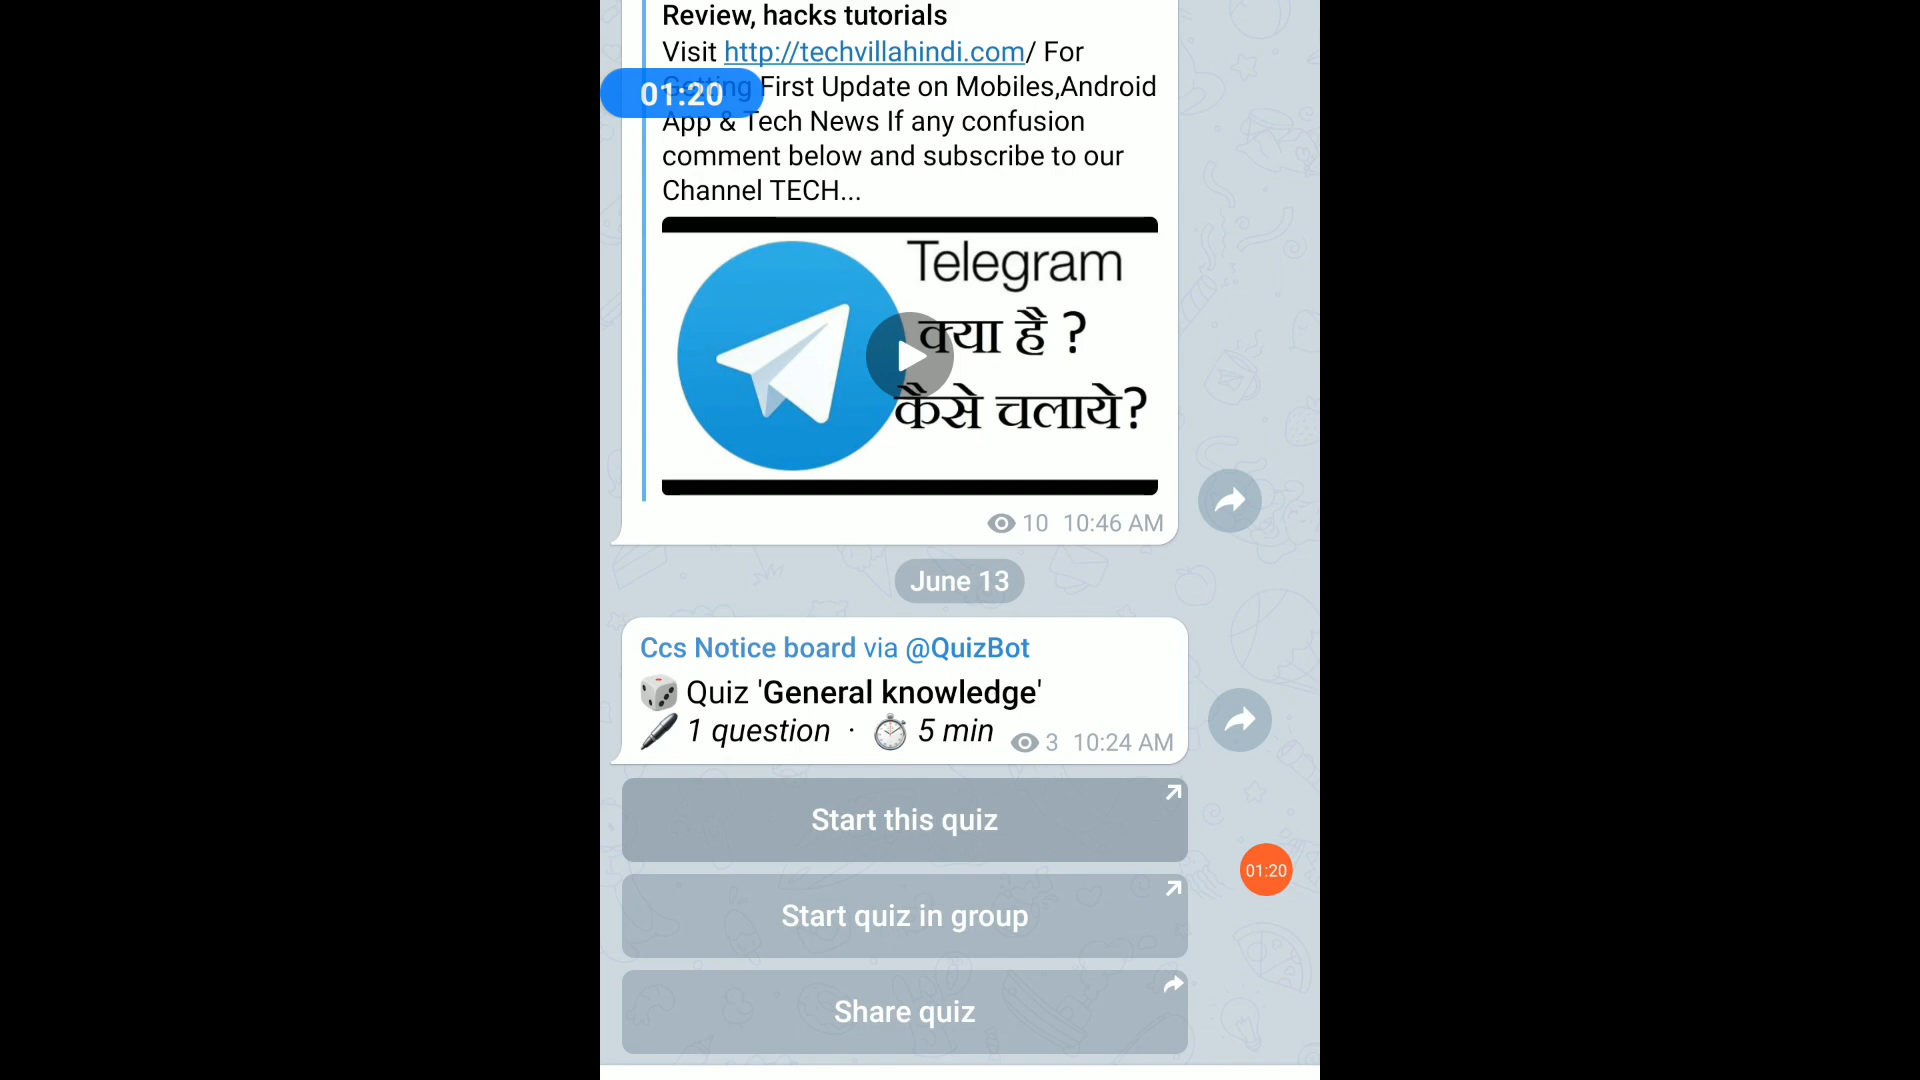 Review, hacks tutorials
Visit http://techvillahindi.com/ For
Getting First Update on Mobiles,Android
01:20
App & Tech News If any confusion
comment below and subscribe to our
Channel TECH...
Telegram
क्या है ?
कैसे चलाये?
10 10:46 AM
June 13
Ccs Notice board via @QuizBot
Quiz 'General knowledge'
1 question · 5 min 3 10:24 AM
Start this quiz
01:20
Start quiz in group
Share quiz